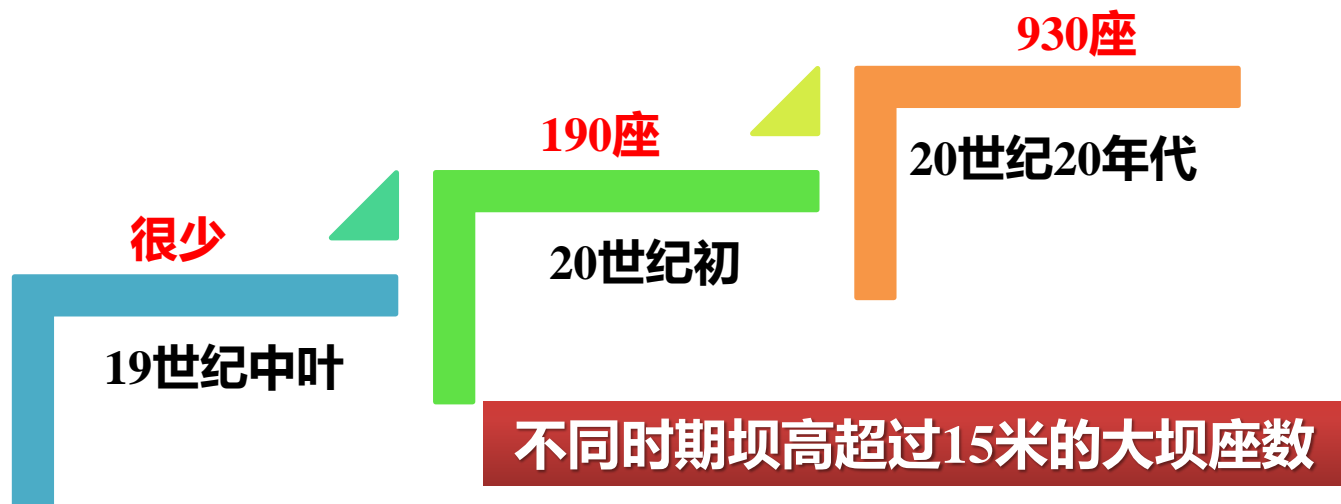 930座
20世纪20年代
190座
20世纪初
很少
19世纪中叶
不同时期坝高超过15米的大坝座数